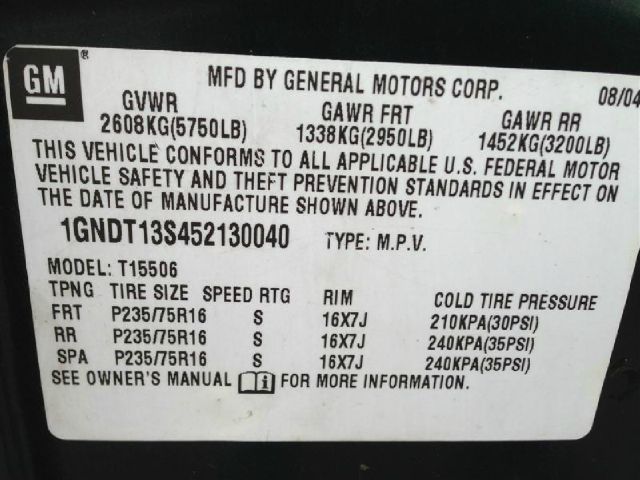 GM ®
MFD BY GENERAL MOTORS CORP. 08/04
GVWR GAWR FRT GAWR RR
2608KG(5750LB) 1338KG(2950LB) 1452KG(3200LB)
THIS VEHICLE CONFORMS TO ALL APPLICABLE U.S. FEDERAL MOTOR
VEHICLE SAFETY AND THEFT PREVENTION STANDARDS IN EFFECT ON
THE DATE OF MANUFACTURE SHOWN ABOVE.
1GNDT13S452130040 TYPE: M.P.V.
MODEL: T15506
TPNG TIRE SIZE SPEED RTG RIM COLD TIRE PRESSURE
FRT P235/75R16 S 16X7J 210KPA(30PSI)
RR P235/75R16 S 16X7J 240KPA(35PSI)
SPA P235/75R16 S 16X7J 240KPA(35PSI)
SEE OWNER'S MANUAL i FOR MORE INFORMATION.